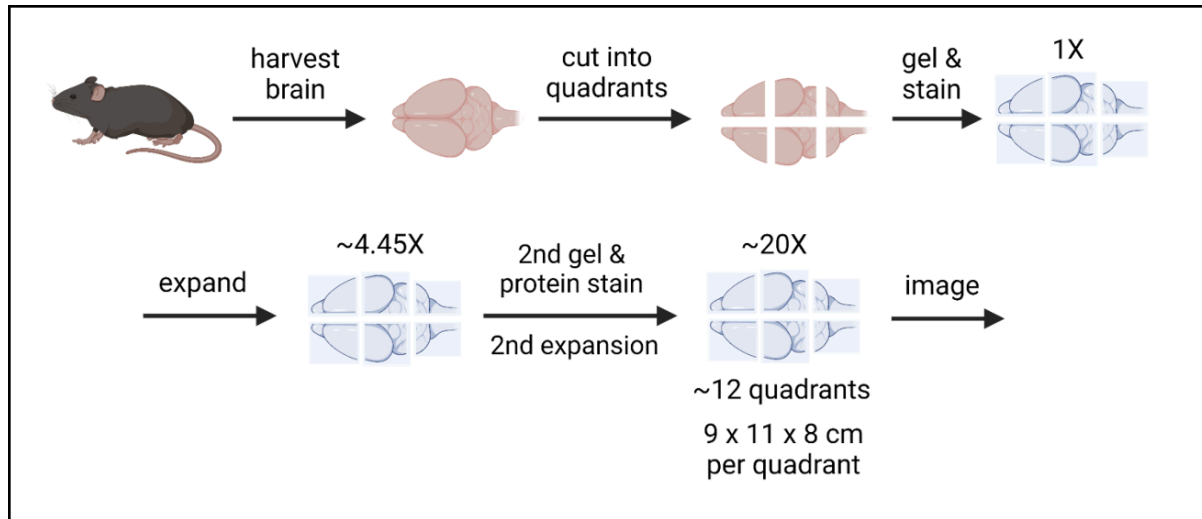 harvest
brain
cut into
quadrants
gel &
stain
1X
expand
~4.45X
2nd gel &
protein stain
2nd expansion
~20X
~12 quadrants
9 x 11 x 8 cm
per quadrant
image